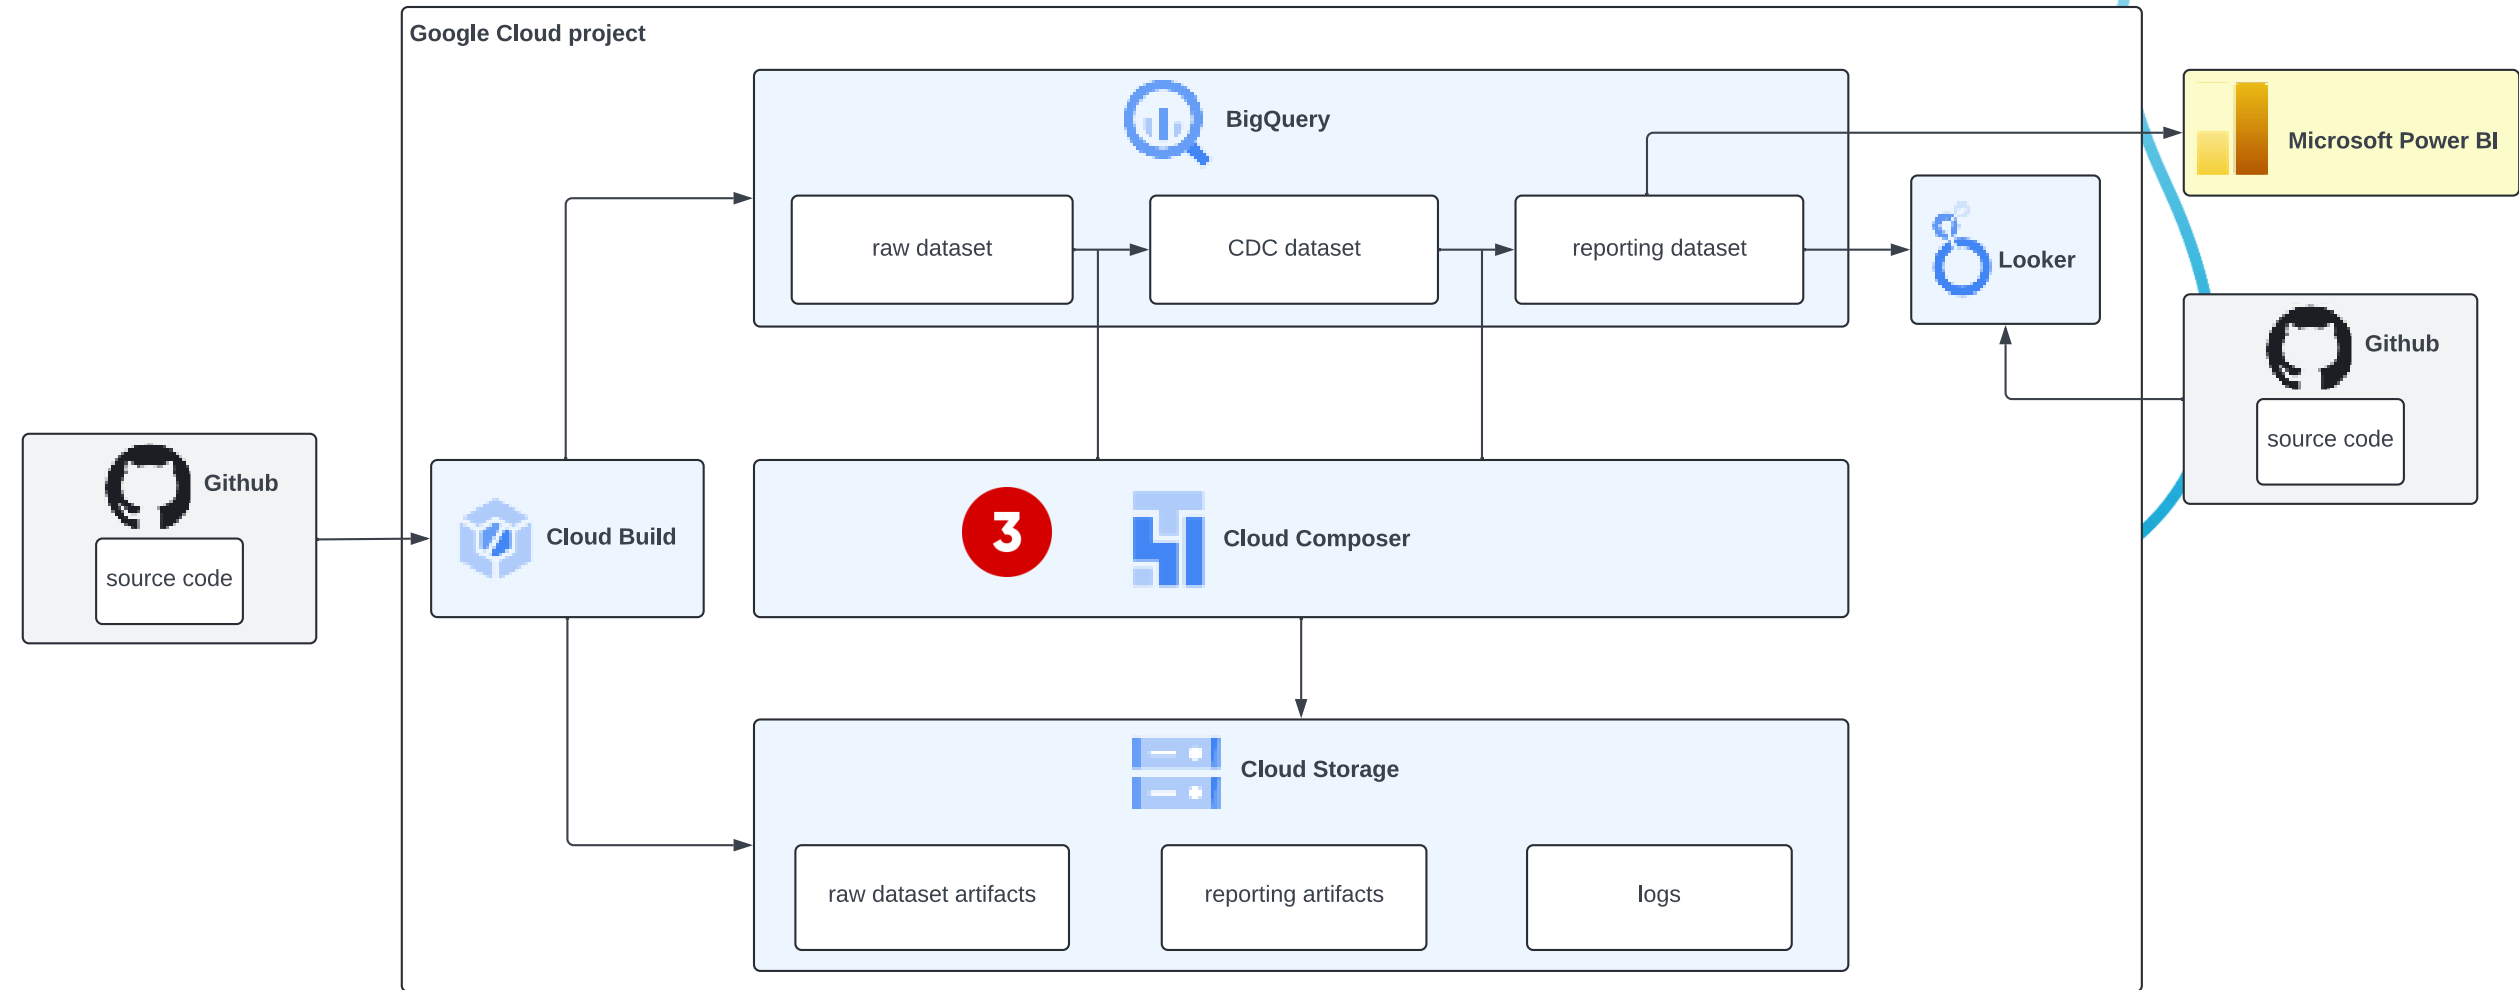 Google Cloud project
BigQuery
Microsoft Power BI
raw dataset
CDC dataset
reporting dataset
Looker
Github
source code
Github
source code
Cloud Build
3
Cloud Composer
Cloud Storage
raw dataset artifacts
reporting artifacts
logs